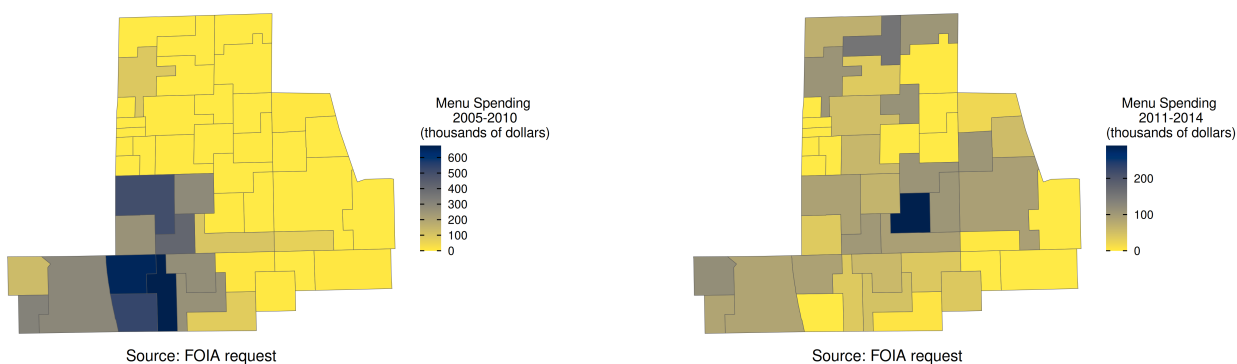 Menu Spending
2005-2010
(thousands of dollars)
600
500
400
300
200
100
0
Source: FOIA request
Menu Spending
2011-2014
(thousands of dollars)
200
100
0
Source: FOIA request